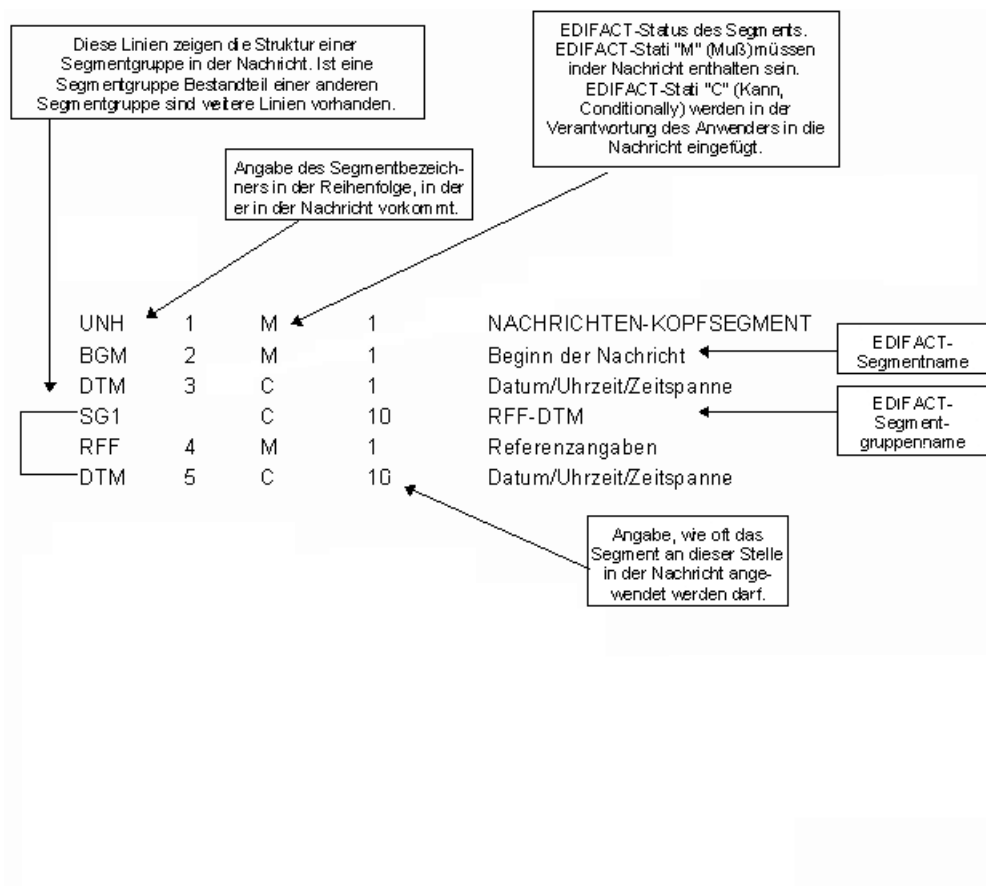 Diese Linien zeigen die Struktur einer
Segmentgruppe in der Nachricht. Ist eine
Segmentgruppe Bestandteil einer anderen
Segmentgruppe sind weitere Linien vorhanden.
EDIFACT-Status des Segments.
EDIFACT-Stati "M" (Muß) müssen
inder Nachricht enthalten sein.
EDIFACT-Stati "C" (Kann,
Conditionally) werden in der
Verantwortung des Anwenders in die
Nachricht eingefügt.
Angabe des Segmentbezeich-
ners in der Reihenfolge, in der
er in der Nachricht vorkommt.
UNH 1 M 1 NACHRICHTEN-KOPFSEGMENT
BGM 2 M 1 Beginn der Nachricht
DTM 3 C 1 Datum/Uhrzeit/Zeitspanne
SG1 C 10 RFF-DTM
RFF 4 M 1 Referenzangaben
DTM 5 C 10 Datum/Uhrzeit/Zeitspanne
EDIFACT-
Segmentname
EDIFACT-
Segment-
gruppenname
Angabe, wie oft das
Segment an dieser Stelle
in der Nachricht ange-
wendet werden darf.